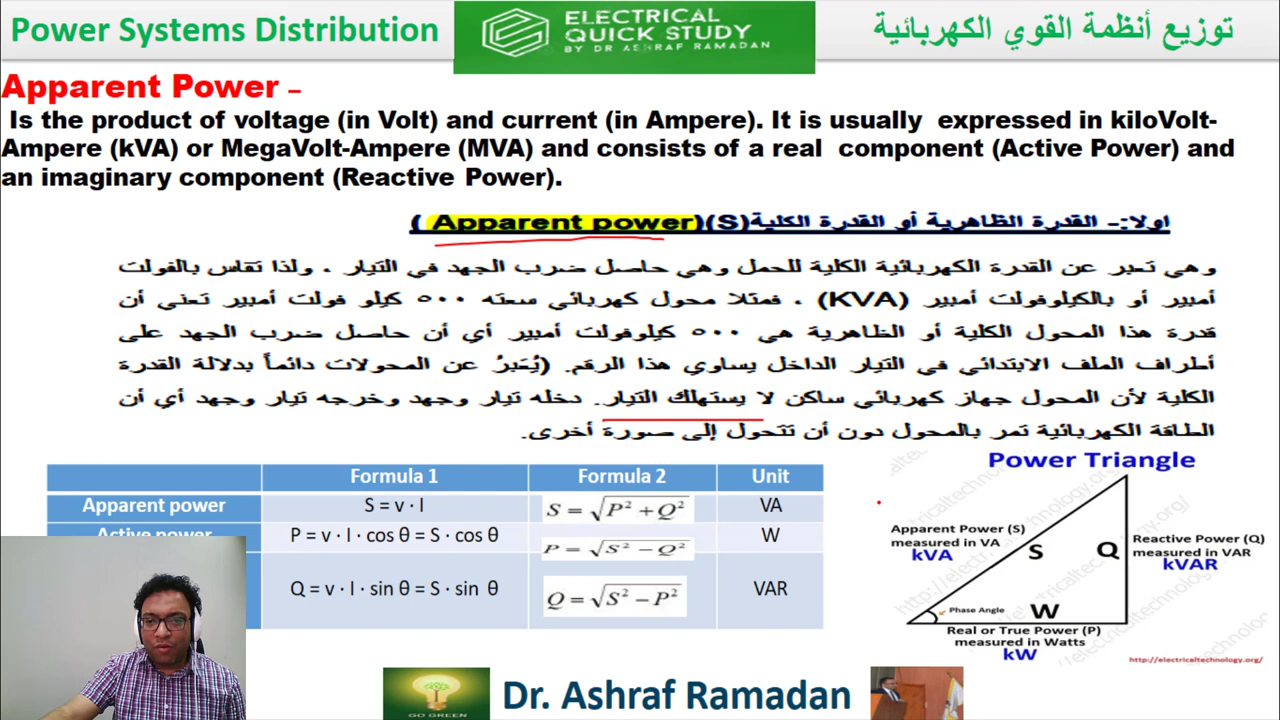 Power Systems Distribution
ELECTRICAL
QUICK STUDY
BY DR ASHRAF RAMADAN
توزيع أنظمة القوي الكهربائية
Apparent Power –
Is the product of voltage (in Volt) and current (in Ampere). It is usually expressed in kiloVolt-
Ampere (kVA) or MegaVolt-Ampere (MVA) and consists of a real component (Active Power) and
an imaginary component (Reactive Power).
اولا:- القدرة الظاهرية أو القدرة الكلية(S)(Apparent power )
وهي تعبر عن القدرة الكهربائية الكلية للحمل وهي حاصل ضرب الجهد في التيار ، ولذا تقاس بالفولت
أمبير أو بالكيلوفولت أمبير (KVA) ، فمثلا محول كهربائي سعته ٥٠٠ كيلو فولت أمبير تعني أن
قدرة هذا المحول الكلية أو الظاهرية هي ٥٠٠ كيلوفولت أمبير أي أن حاصل ضرب الجهد على
أطراف الملف الابتدائي في التيار الداخل يساوي هذا الرقم. (يُعَبرُ عن المحولات دائماً بدلالة القدرة
الكلية لأن المحول جهاز كهربائي ساكن لا يستهلك التيار. دخله تيار وجهد وخرجه تيار وجهد أي أن
الطاقة الكهربائية تمر بالمحول دون أن تتحول إلى صورة أخرى.
Formula 1 Formula 2 Unit
Apparent power S = v · I S = √P² + Q² VA
Active power P = v · I · cos θ = S · cos θ P = √S² − Q² W
Q = v · I · sin θ = S · sin θ Q = √S² − P² VAR
Power Triangle
Apparent Power (S)
measured in VA
kVA
S
Q
Reactive Power (Q)
measured in VAR
kVAR
Phase Angle
W
Real or True Power (P)
measured in Watts
kW
http://electricaltechnology.org/
GO GREEN
Dr. Ashraf Ramadan